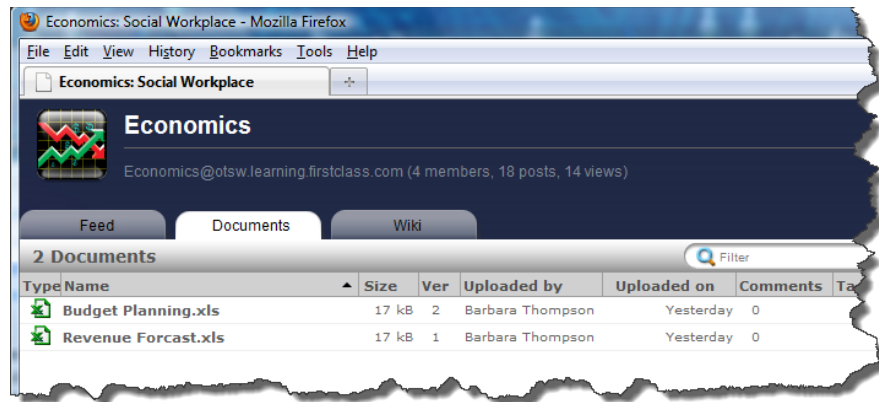 Economics: Social Workplace - Mozilla Firefox
File Edit View History Bookmarks Tools Help
Economics: Social Workplace
Economics
Economics@otsw.learning.firstclass.com (4 members, 18 posts, 14 views)
Feed Documents Wiki
2 Documents Filter
Type Name Size Ver Uploaded by Uploaded on Comments Ta
Budget Planning.xls 17 kB 2 Barbara Thompson Yesterday 0
Revenue Forcast.xls 17 kB 1 Barbara Thompson Yesterday 0